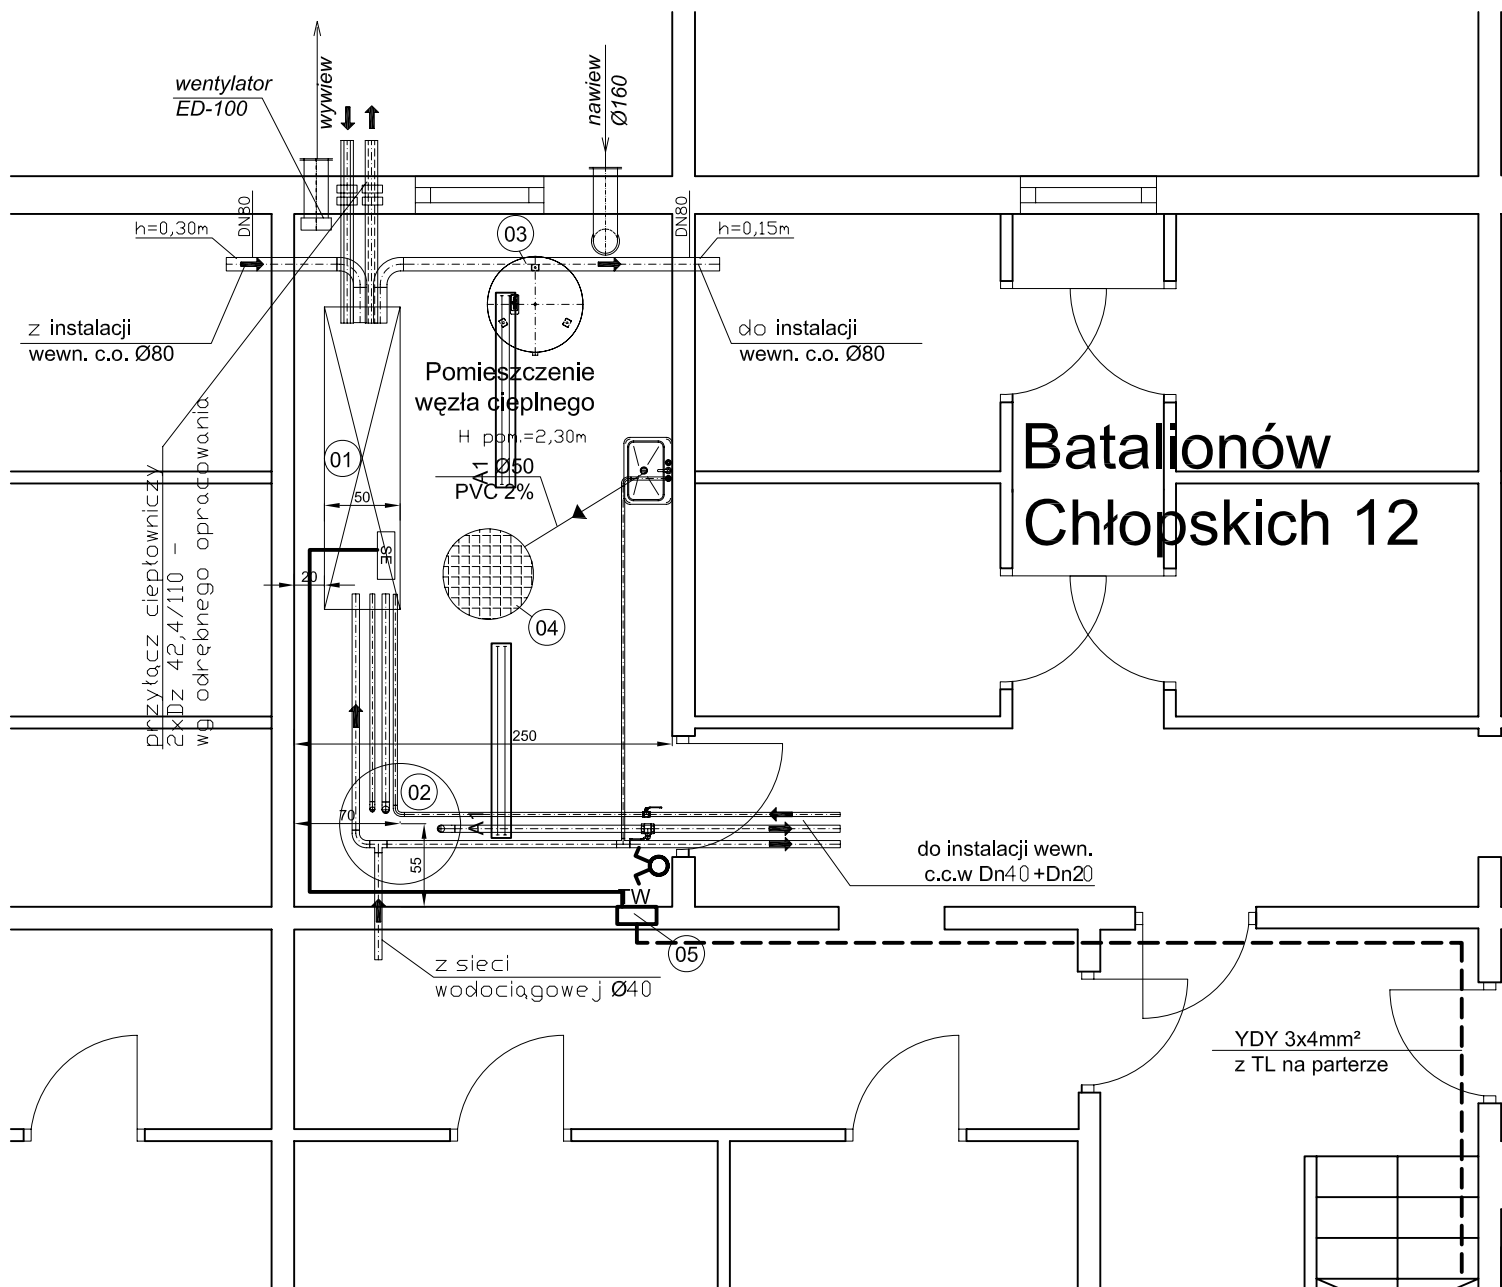 wentylator
ED-100
wywiew
nawiew
Ø160
h=0,30m
DN80
DN80
h=0,15m
03
z instalacji
wewn. c.o. Ø80
do instalacji
wewn. c.o. Ø80
Pomieszczenie
węzła cieplnego
H pom.=2,30m
A1
Ø50
PVC 2%
01
50
SE
20
04
Batalionów
Chłopskich 12
przyłącz ciepłowniczy
2xDz 42,4/110 -
wg odrębnego opracowania
250
02
70
A1
55
do instalacji wewn.
c.c.w Dn40 +Dn20
TW
05
z sieci
wodociągowej Ø40
YDY 3x4mm²
z TL na parterze